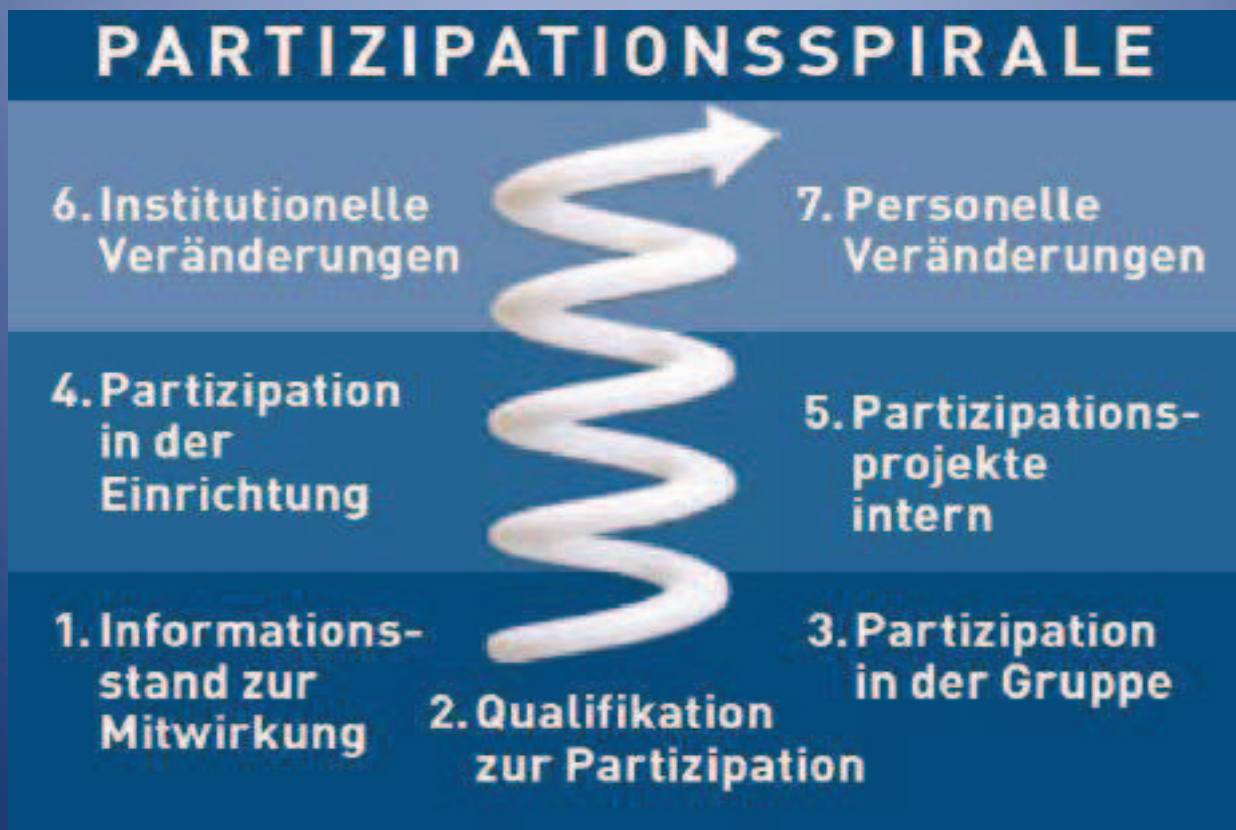 PARTIZIPATIONSSPIRALE
6. Institutionelle
Veränderungen
7. Personelle
Veränderungen
4. Partizipation
in der
Einrichtung
5. Partizipations-
projekte
intern
1. Informations-
stand zur
Mitwirkung
2. Qualifikation
zur Partizipation
3. Partizipation
in der Gruppe